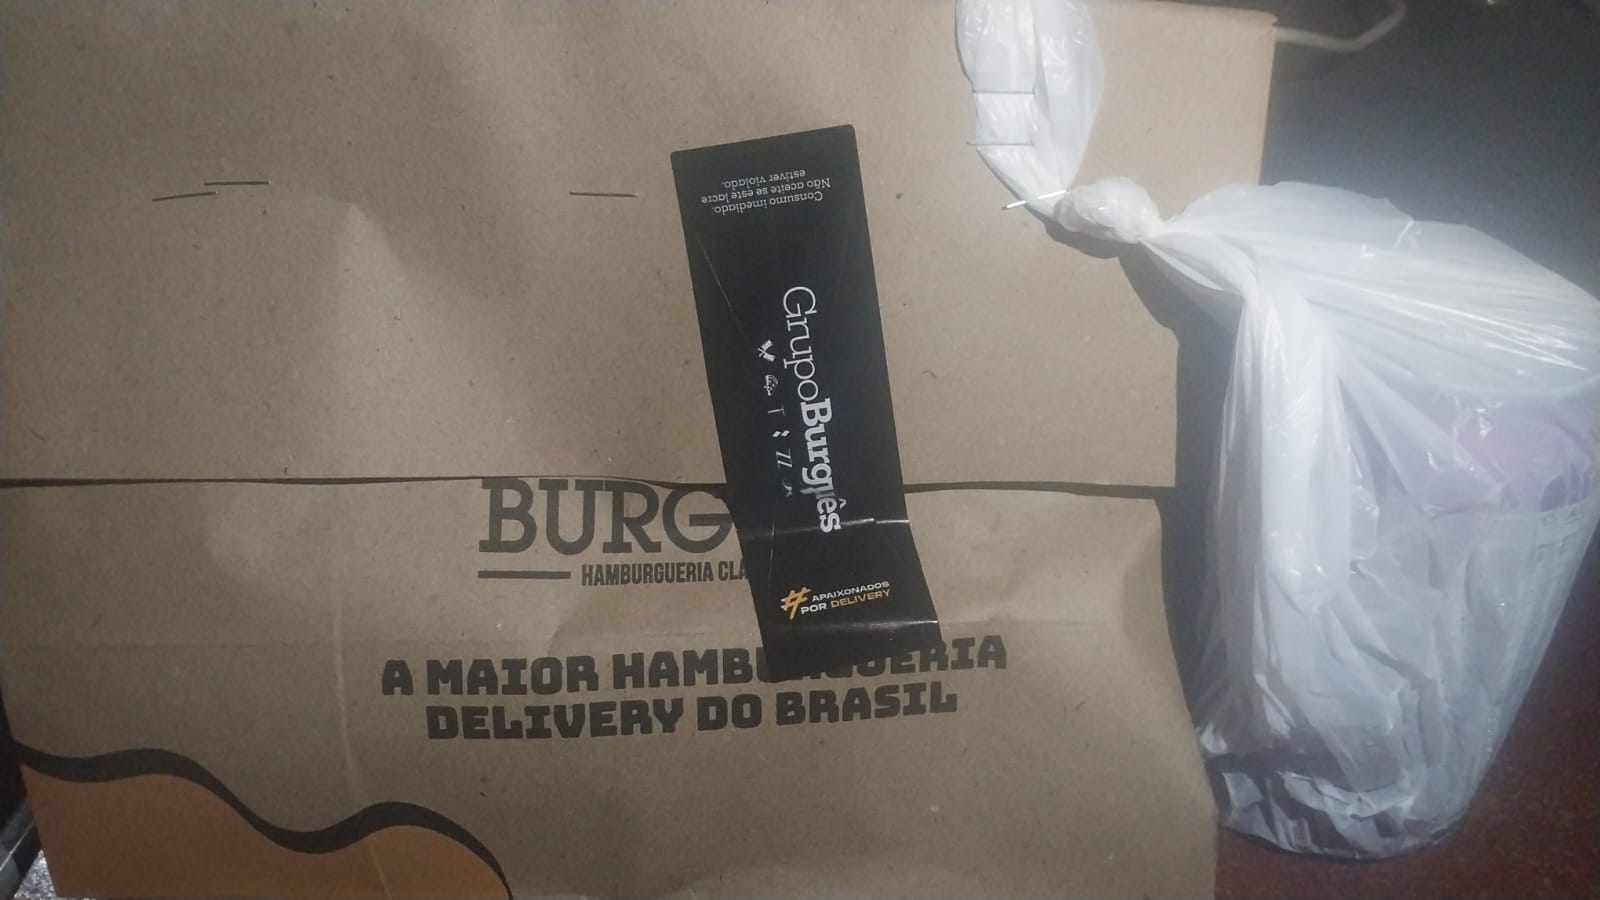 Consumo imediado.
Não aceite se este lacre
estiver violado.
GrupoBurguês
BURG
HAMBURGUERIA CLA
#APAIXONADOS
POR DELIVERY
A MAIOR HAMBURGUERIA
DELIVERY DO BRASIL